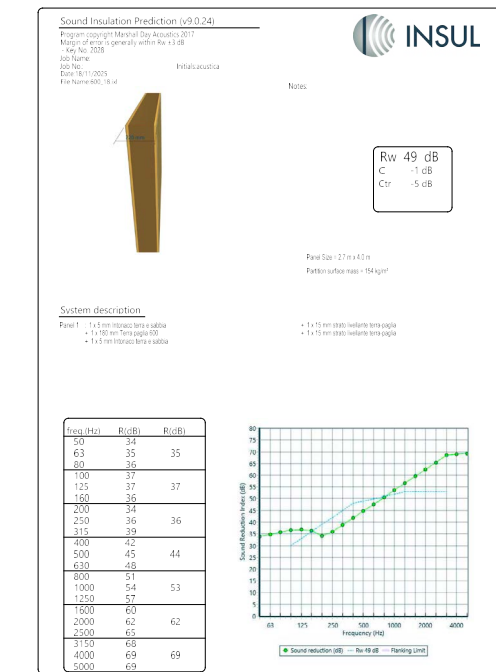 Sound Insulation Prediction (v9.0.24)
Program copyright Marshall Day Acoustics 2017
Margin of error is generally within Rw ±3 dB
- Key No. 2028
Job Name:
Job No.: Initials:acustica
Date:18/11/2025
File Name:600_18.ixl
INSUL
Notes:
Rw 49 dB
C -1 dB
Ctr -5 dB
Panel Size = 2.7 m x 4.0 m
Partition surface mass = 154 kg/m²
System description
Panel 1 : 1 x 5 mm Intonaco terra e sabbia
+ 1 x 180 mm Terra paglia 600
+ 1 x 5 mm Intonaco terra e sabbia
+ 1 x 15 mm strato livellante terra-paglia
+ 1 x 15 mm strato livellante terra-paglia
freq.(Hz) R(dB) R(dB)
50 34
63 35 35
80 36
100 37
125 37 37
160 36
200 34
250 36 36
315 39
400 42
500 45 44
630 48
800 51
1000 54 53
1250 57
1600 60
2000 62 62
2500 65
3150 68
4000 69 69
5000 69
Sound Reduction Index (dB)
80
75
70
65
60
55
50
45
40
35
30
25
20
15
10
5
0
63 125 250 500 1000 2000 4000
Frequency (Hz)
Sound reduction (dB) Rw 49 dB Flanking Limit